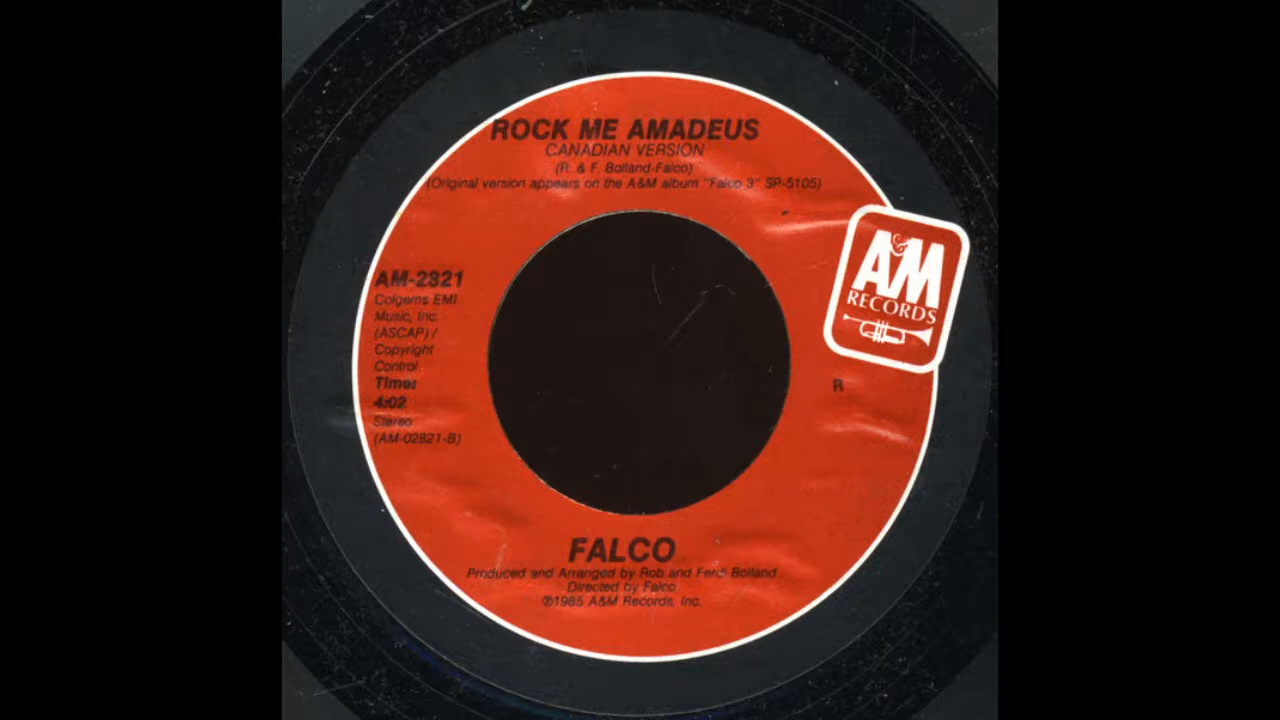 ROCK ME AMADEUS
CANADIAN VERSION
(R. & F. Bolland-Falco)
(Original version appears on the A&M album "Falco 3" SP-5105)
A&M
RECORDS
AM-2821
Colgems EMI
Music, Inc.
(ASCAP) /
Copyright
Control
Time:
4:02
Stereo
(AM-02821-B)
R
FALCO
Produced and Arranged by Rob and Ferdi Bolland
Directed by Falco
℗1985 A&M Records, Inc.